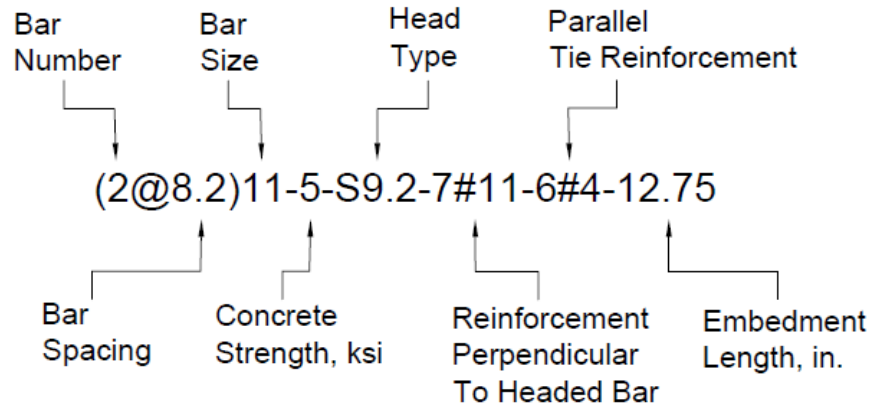 Bar Number
Bar Size
Head Type
Parallel Tie Reinforcement
(2@8.2)11-5-S9.2-7#11-6#4-12.75
Bar Spacing
Concrete Strength, ksi
Reinforcement Perpendicular To Headed Bar
Embedment Length, in.